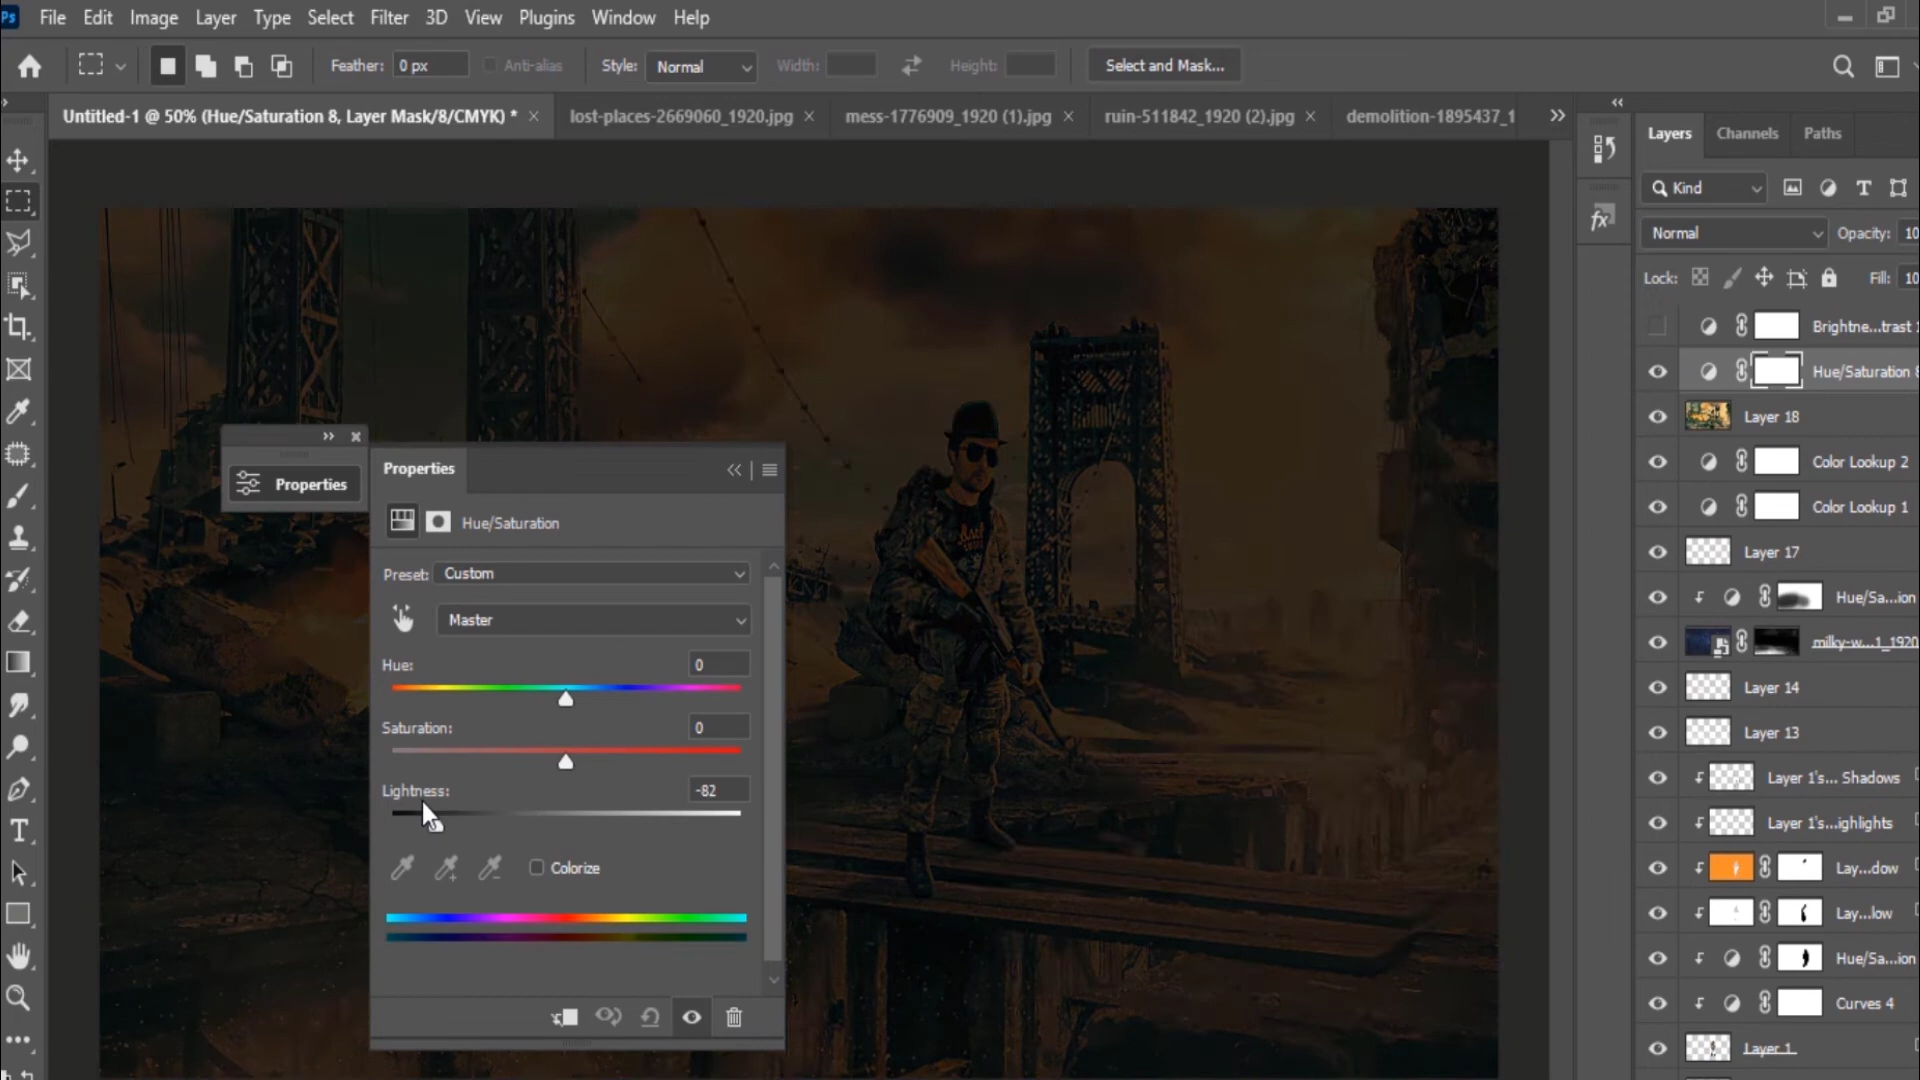 Ps File Edit Image Layer Type Select Filter 3D View Plugins Window Help
Feather: 0 px Anti-alias Style: Normal Width: Height: Select and Mask...
Untitled-1 @ 50% (Hue/Saturation 8, Layer Mask/8/CMYK) * × lost-places-2669060_1920.jpg × mess-1776909_1920 (1).jpg × ruin-511842_1920 (2).jpg × demolition-1895437_1
Layers Channels Paths
Kind
Normal Opacity: 10
Lock: Fill: 10
Brightne...trast 1
Hue/Saturation 8
Layer 18
Color Lookup 2
Color Lookup 1
Layer 17
Hue/Sa...ion
milky-w...1_1920
Layer 14
Layer 13
Layer 1's... Shadows
Layer 1's...ighlights
Lay...dow
Lay...low
Hue/Sa...ion
Curves 4
Layer 1
Properties
Properties
Hue/Saturation
Preset: Custom
Master
Hue: 0
Saturation: 0
Lightness: -82
Colorize